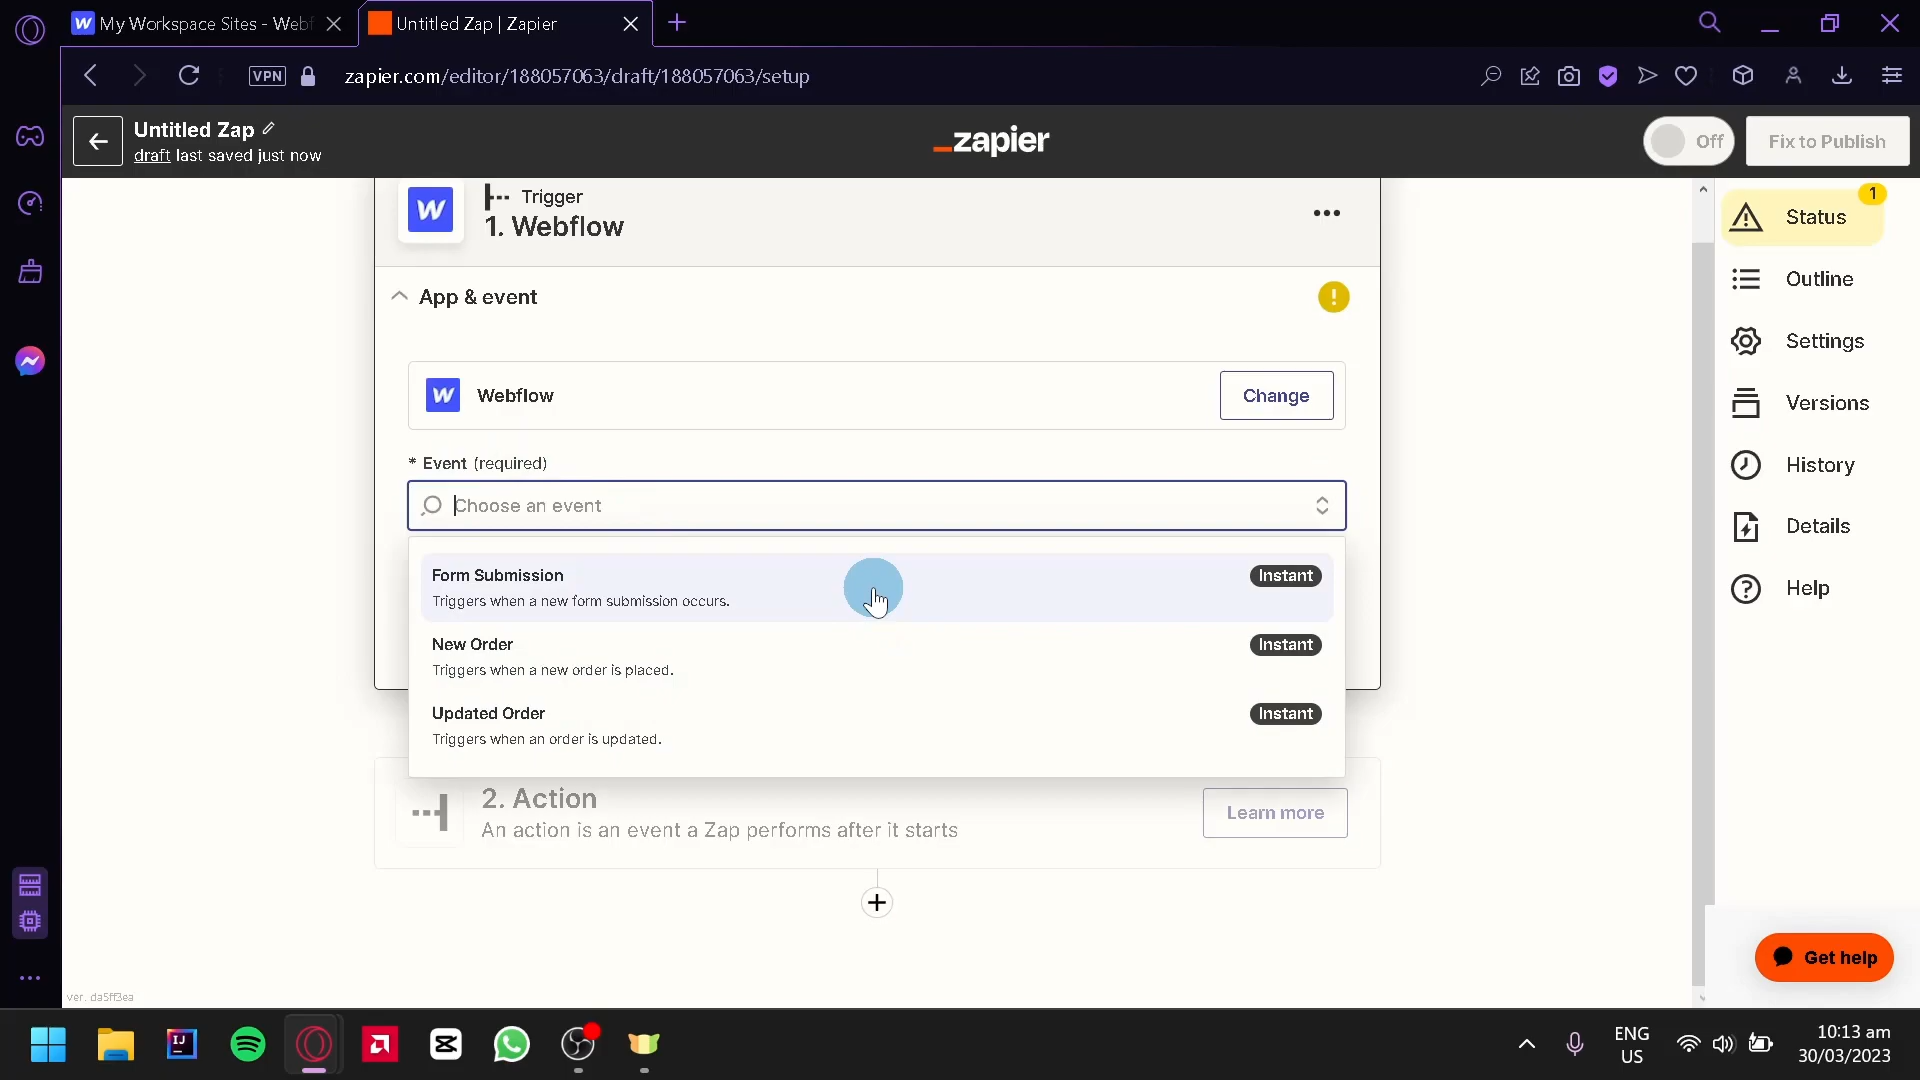 My Workspace Sites - Webf
Untitled Zap | Zapier
VPN
zapier.com/editor/188057063/draft/188057063/setup
Untitled Zap
draft last saved just now
zapier
Off
Fix to Publish
Trigger
1. Webflow
App & event
Webflow
Change
* Event (required)
Choose an event
Form Submission
Instant
Triggers when a new form submission occurs.
New Order
Instant
Triggers when a new order is placed.
Updated Order
Instant
Triggers when an order is updated.
2. Action
An action is an event a Zap performs after it starts
Learn more
1
Status
Outline
Settings
Versions
History
Details
Help
Get help
ver. da5ff3ea
ENG
US
10:13 am
30/03/2023